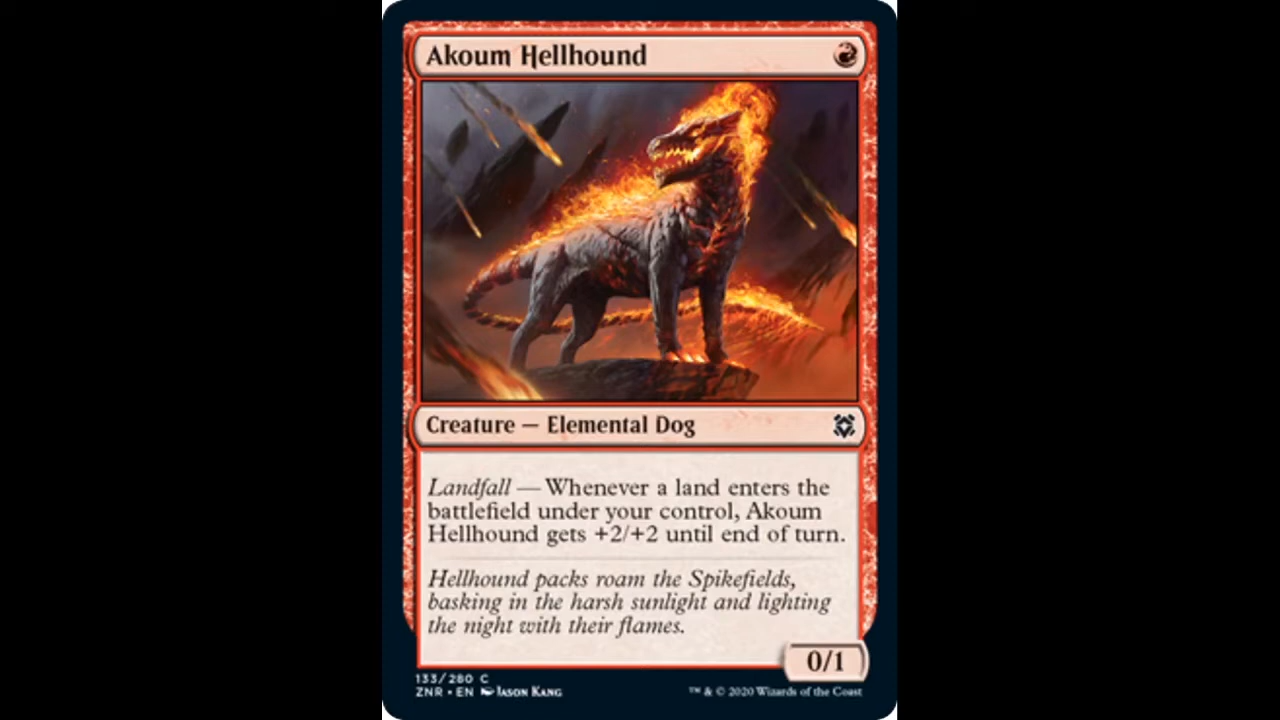 Akoum Hellhound
Creature — Elemental Dog
Landfall — Whenever a land enters the
battlefield under your control, Akoum
Hellhound gets +2/+2 until end of turn.
Hellhound packs roam the Spikefields,
basking in the harsh sunlight and lighting
the night with their flames.
0/1
133/280 C
ZNR • EN Jason Kang
™ & © 2020 Wizards of the Coast